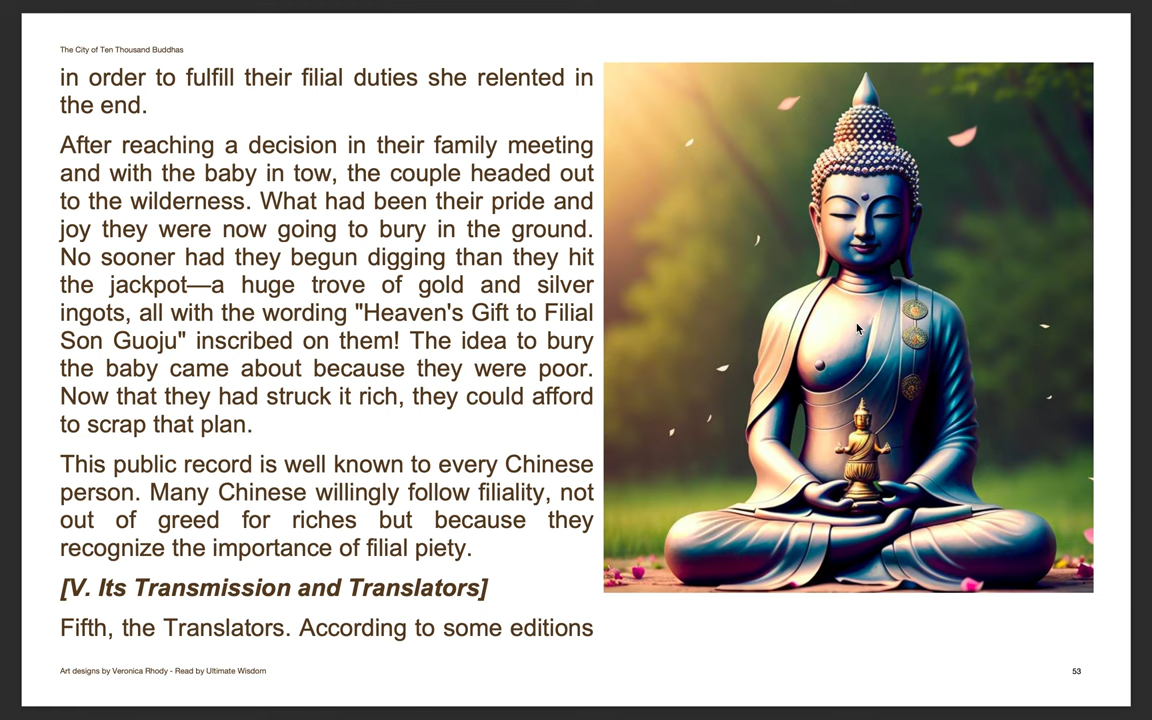 The City of Ten Thousand Buddhas
in order to fulfill their filial duties she relented in
the end.
After reaching a decision in their family meeting
and with the baby in tow, the couple headed out
to the wilderness. What had been their pride and
joy they were now going to bury in the ground.
No sooner had they begun digging than they hit
the jackpot—a huge trove of gold and silver
ingots, all with the wording "Heaven's Gift to Filial
Son Guoju" inscribed on them! The idea to bury
the baby came about because they were poor.
Now that they had struck it rich, they could afford
to scrap that plan.
This public record is well known to every Chinese
person. Many Chinese willingly follow filiality, not
out of greed for riches but because they
recognize the importance of filial piety.
[V. Its Transmission and Translators]
Fifth, the Translators. According to some editions
Art designs by Veronica Rhody - Read by Ultimate Wisdom
53